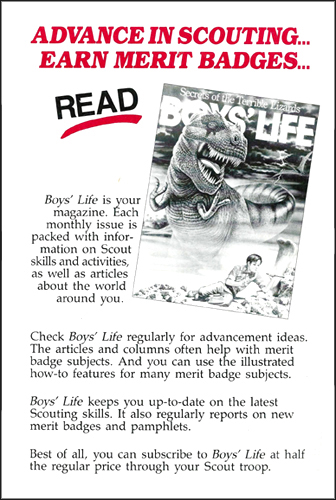 ADVANCE IN SCOUTING...
EARN MERIT BADGES...
READ
Secrets of the Terrible Lizards
BOYS' LIFE
Boys' Life is your
magazine. Each
monthly issue is
packed with infor-
mation on Scout
skills and activities,
as well as articles
about the world
around you.
Check Boys' Life regularly for advancement ideas.
The articles and columns often help with merit
badge subjects. And you can use the illustrated
how-to features for many merit badge subjects.
Boys' Life keeps you up-to-date on the latest
Scouting skills. It also regularly reports on new
merit badges and pamphlets.
Best of all, you can subscribe to Boys' Life at half
the regular price through your Scout troop.